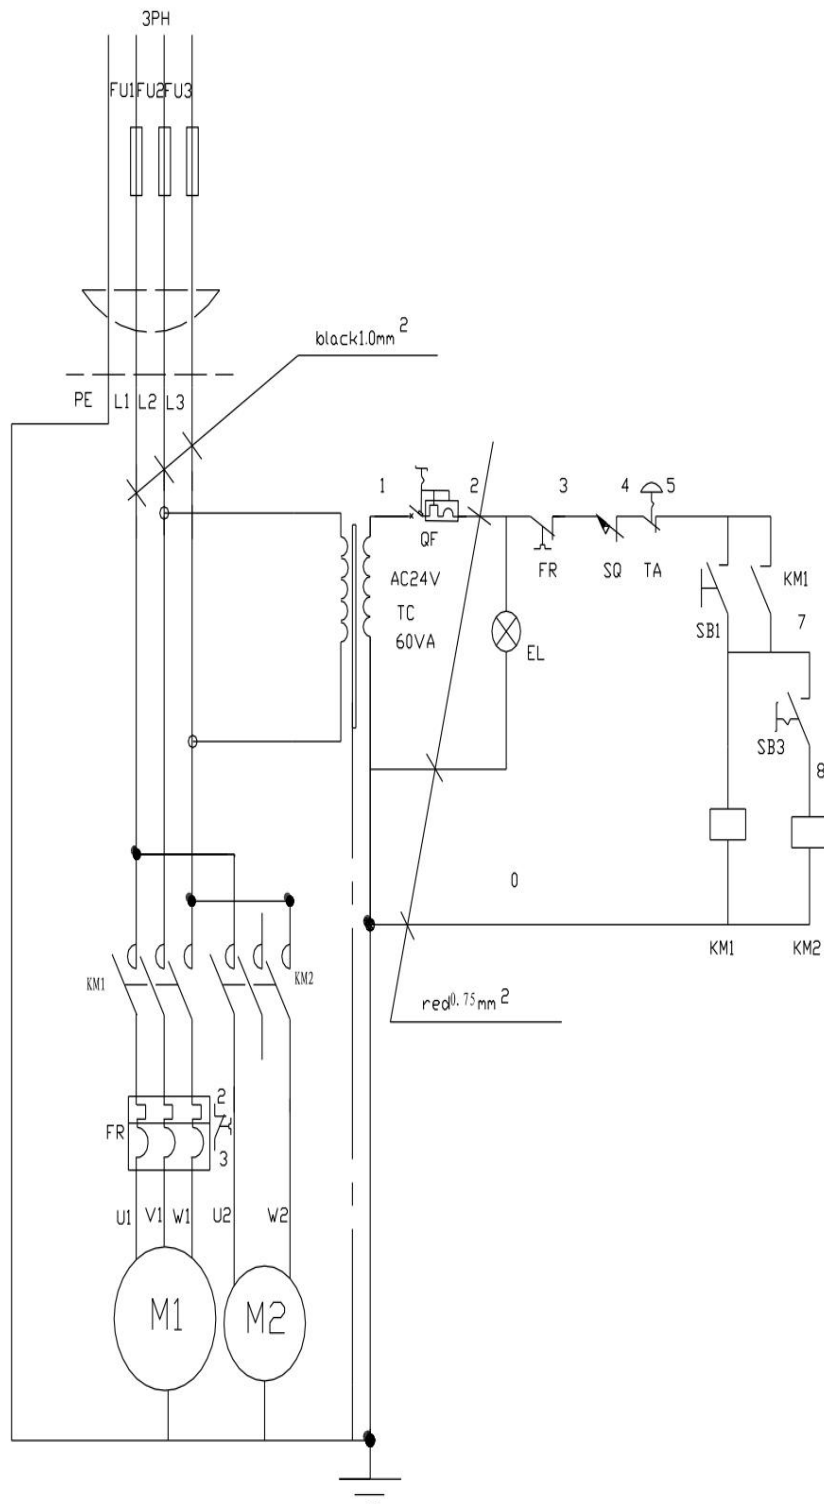 3PH
FU1 FU2 FU3
black1.0mm²
PE L1 L2 L3
1 2 3 4 5
QF
FR SQ TA KM1
AC24V
TC
60VA
SB1
7
EL
SB3
8
0
KM1 KM2
KM1 KM2
red0.75mm²
2
FR
3
U1 V1 W1 U2 W2
M1 M2